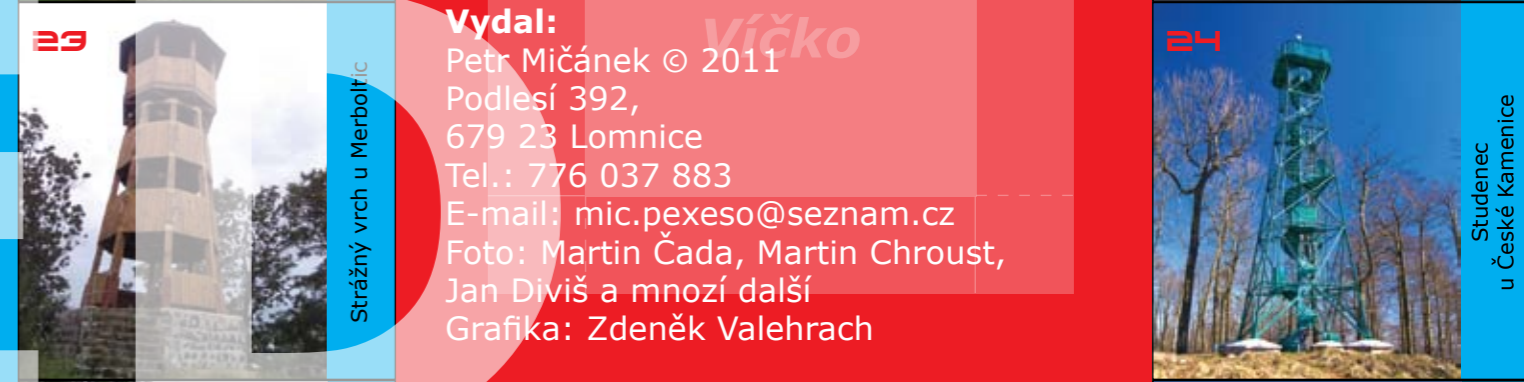 23
Strážný vrch u Merboltic
Víčko
Vydal:
Petr Mičánek © 2011
Podlesí 392,
679 23 Lomnice
Tel.: 776 037 883
E-mail: mic.pexeso@seznam.cz
Foto: Martin Čada, Martin Chroust,
Jan Diviš a mnozí další
Grafika: Zdeněk Valehrach
24
Studenec
u České Kamenice